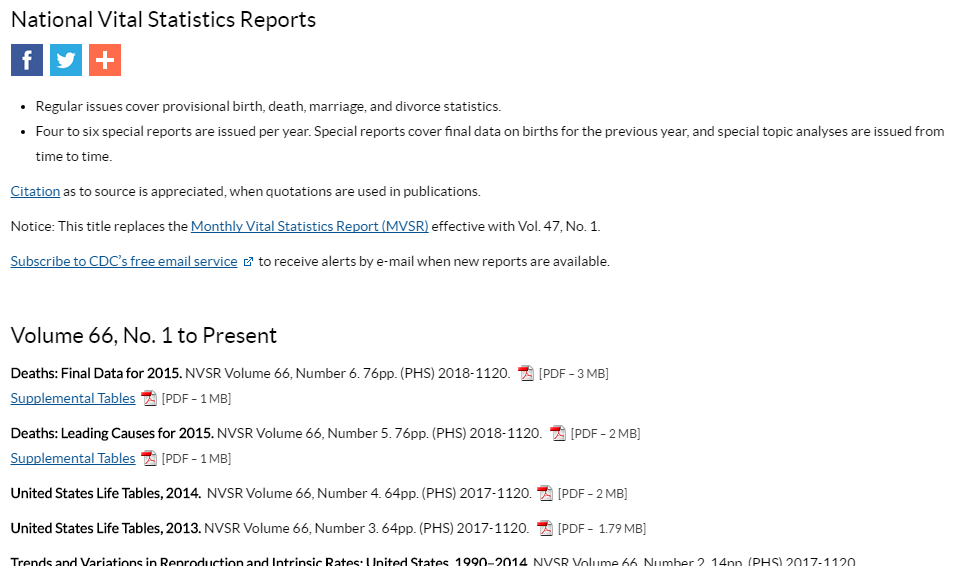 National Vital Statistics Reports
Regular issues cover provisional birth, death, marriage, and divorce statistics.
Four to six special reports are issued per year. Special reports cover final data on births for the previous year, and special topic analyses are issued from
time to time.
Citation as to source is appreciated, when quotations are used in publications.
Notice: This title replaces the Monthly Vital Statistics Report (MVSR) effective with Vol. 47, No. 1.
Subscribe to CDC's free email service to receive alerts by e-mail when new reports are available.
Volume 66, No. 1 to Present
Deaths: Final Data for 2015. NVSR Volume 66, Number 6. 76pp. (PHS) 2018-1120. [PDF – 3 MB]
Supplemental Tables [PDF – 1 MB]
Deaths: Leading Causes for 2015. NVSR Volume 66, Number 5. 76pp. (PHS) 2018-1120. [PDF – 2 MB]
Supplemental Tables [PDF – 1 MB]
United States Life Tables, 2014. NVSR Volume 66, Number 4. 64pp. (PHS) 2017-1120. [PDF – 2 MB]
United States Life Tables, 2013. NVSR Volume 66, Number 3. 64pp. (PHS) 2017-1120. [PDF – 1.79 MB]
Trends and Variations in Reproduction and Intrinsic Rates: United States, 1990–2014. NVSR Volume 66, Number 2. 14pp. (PHS) 2017-1120.